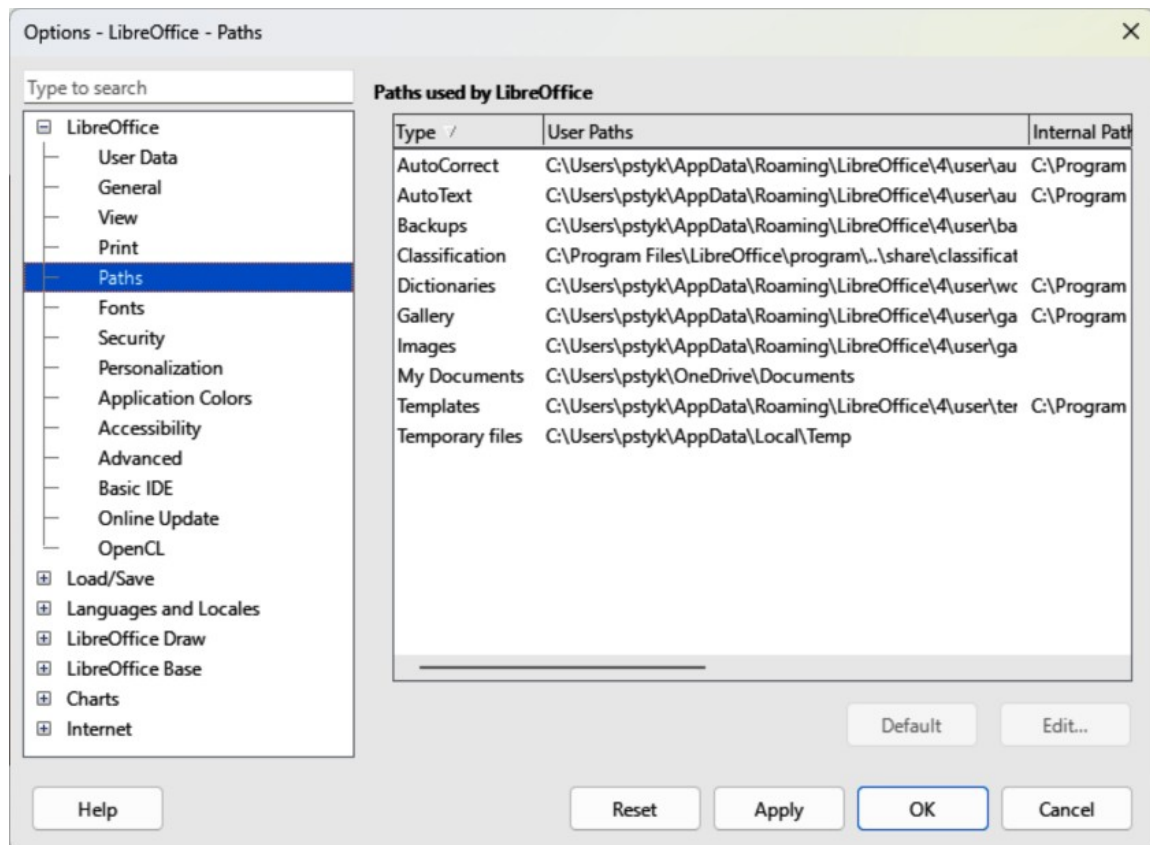 Options - LibreOffice - Paths
Type to search
LibreOffice
User Data
General
View
Print
Paths
Fonts
Security
Personalization
Application Colors
Accessibility
Advanced
Basic IDE
Online Update
OpenCL
Load/Save
Languages and Locales
LibreOffice Draw
LibreOffice Base
Charts
Internet
Paths used by LibreOffice
Type User Paths Internal Path
AutoCorrect C:\Users\pstyk\AppData\Roaming\LibreOffice\4\user\au C:\Program
AutoText C:\Users\pstyk\AppData\Roaming\LibreOffice\4\user\au C:\Program
Backups C:\Users\pstyk\AppData\Roaming\LibreOffice\4\user\ba
Classification C:\Program Files\LibreOffice\program\..\share\classificat
Dictionaries C:\Users\pstyk\AppData\Roaming\LibreOffice\4\user\wc C:\Program
Gallery C:\Users\pstyk\AppData\Roaming\LibreOffice\4\user\ga C:\Program
Images C:\Users\pstyk\AppData\Roaming\LibreOffice\4\user\ga
My Documents C:\Users\pstyk\OneDrive\Documents
Templates C:\Users\pstyk\AppData\Roaming\LibreOffice\4\user\ter C:\Program
Temporary files C:\Users\pstyk\AppData\Local\Temp
Default Edit...
Help Reset Apply OK Cancel